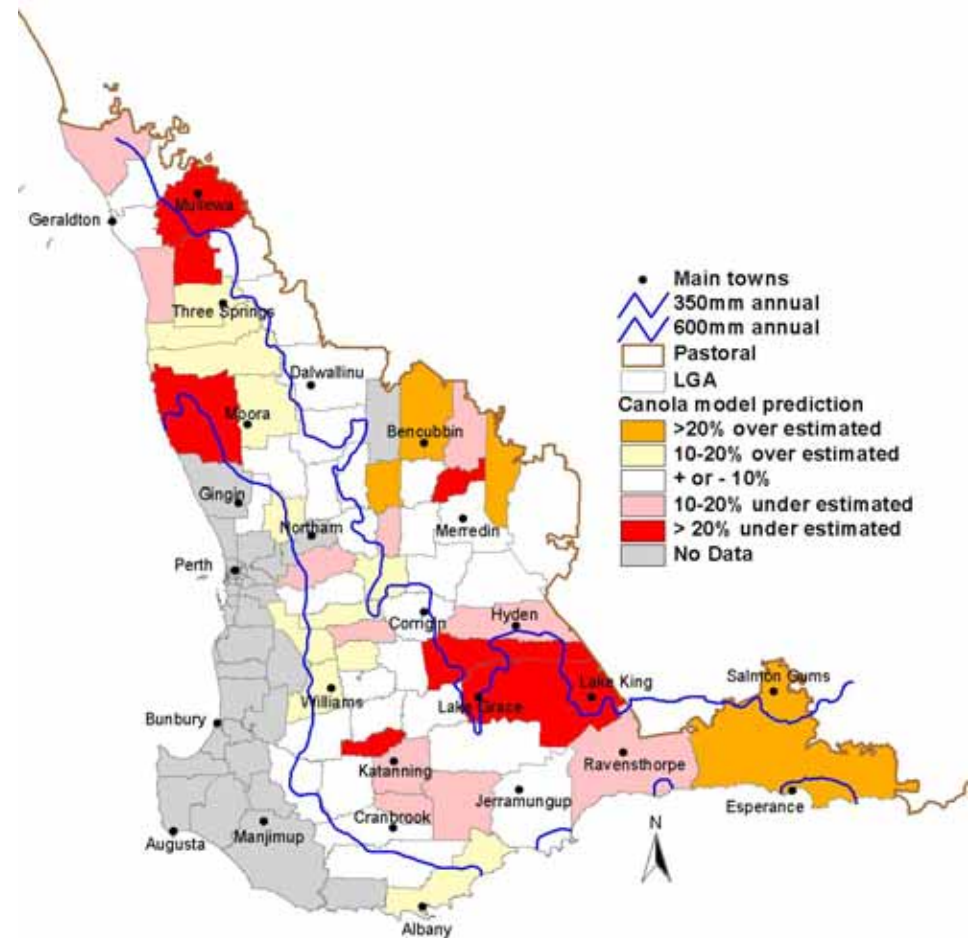 Mullewa
Geraldton
Three Springs
Dalwallinu
Moora
Bencubbin
Gingin
Northam
Merredin
Perth
Corrigin
Hyden
Williams
Lake Grace
Lake King
Salmon Gums
Bunbury
Katanning
Ravensthorpe
Jerramungup
Esperance
Cranbrook
Augusta
Manjimup
Albany
N
Main towns
350mm annual
600mm annual
Pastoral
LGA
Canola model prediction
>20% over estimated
10-20% over estimated
+ or - 10%
10-20% under estimated
> 20% under estimated
No Data